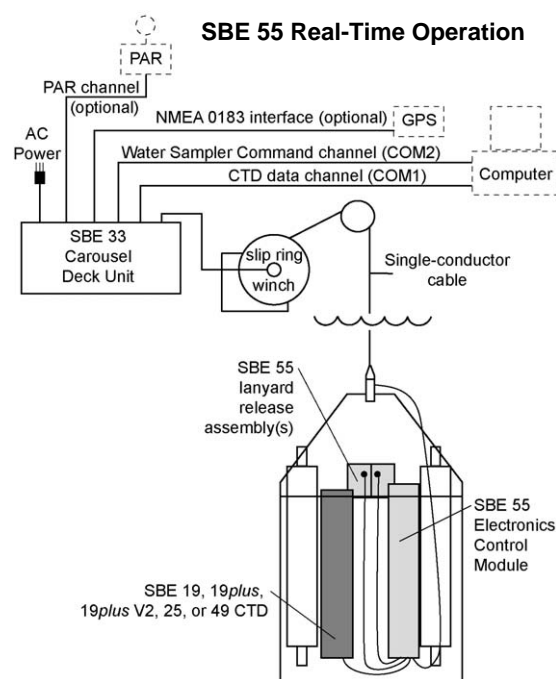 SBE 55 Real-Time Operation
PAR
PAR channel
(optional)
NMEA 0183 interface (optional)
GPS
AC
Power
Water Sampler Command channel (COM2)
CTD data channel (COM1)
Computer
SBE 33
Carousel
Deck Unit
slip ring
winch
Single-conductor
cable
SBE 55
lanyard
release
assembly(s)
SBE 55
Electronics
Control
Module
SBE 19, 19plus,
19plus V2, 25, or 49 CTD